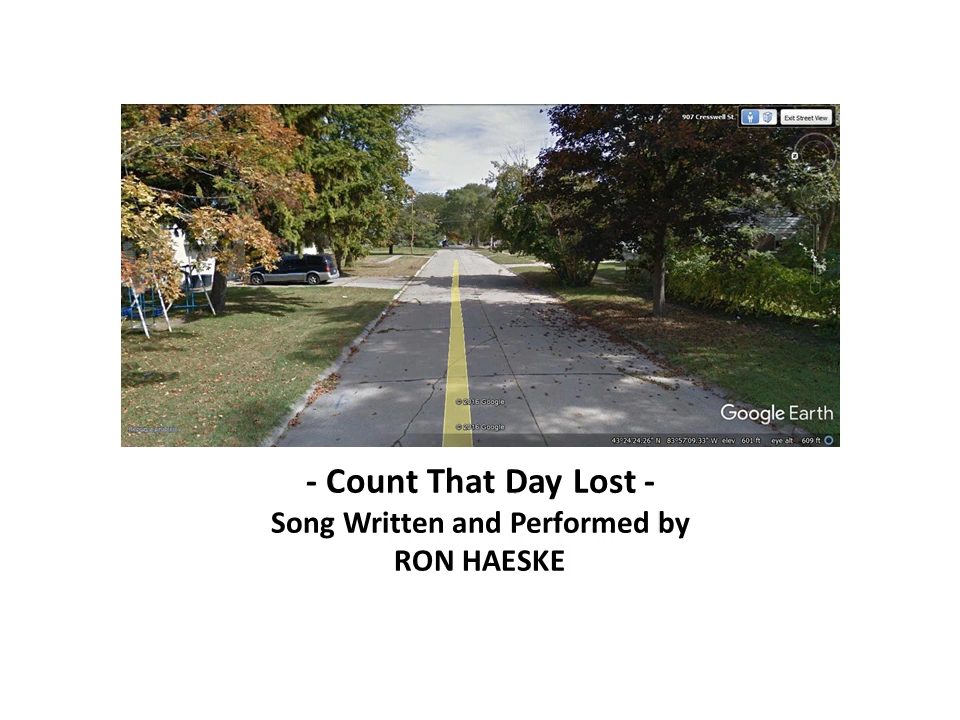 907 Cresswell St.
Exit Street View
© 2016 Google
© 2016 Google
Google Earth
Report a problem
43°24'24.26" N 83°57'09.33" W elev 601 ft eye alt 609 ft
- Count That Day Lost -
Song Written and Performed by
RON HAESKE